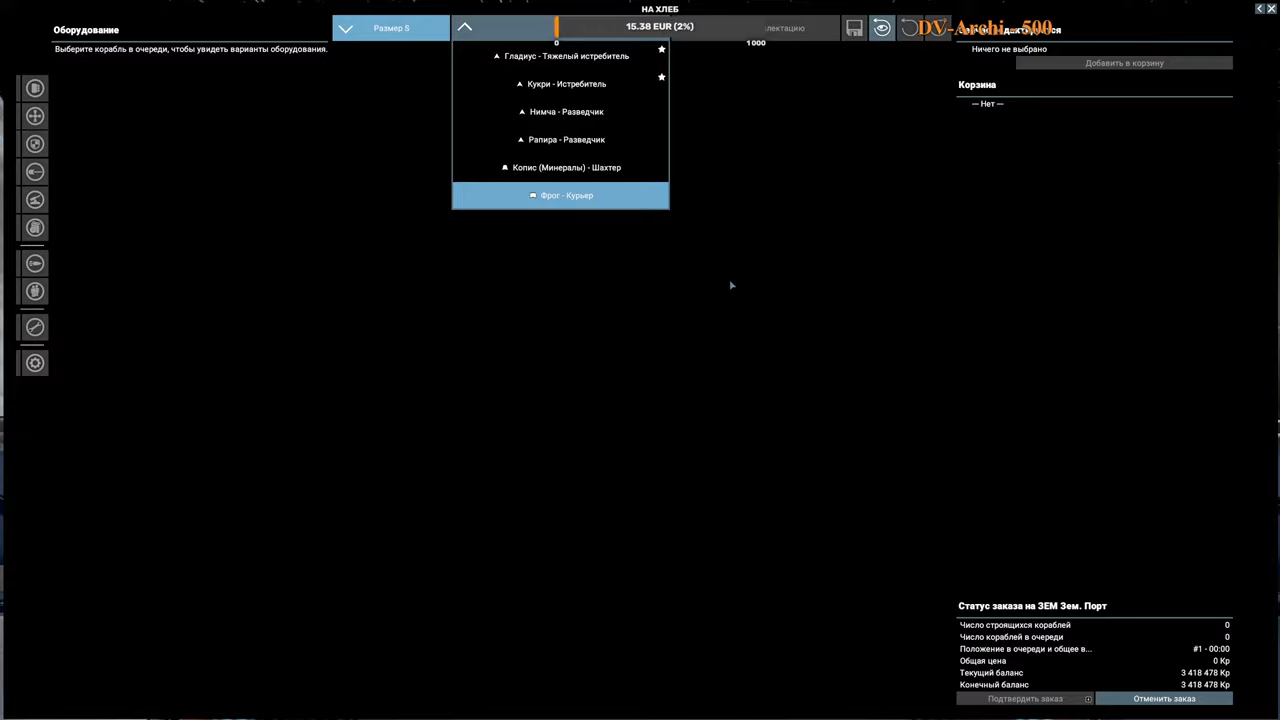 НА ХЛЕБ
15.38 EUR (2%)
0
1000
DV-Archi_500
Оборудование
Выберите корабль в очереди, чтобы увидеть варианты оборудования.
Размер S
Гладиус - Тяжелый истребитель
Кукри - Истребитель
Нимча - Разведчик
Рапира - Разведчик
Копис (Минералы) - Шахтер
Фрог - Курьер
Ничего не выбрано
Добавить в корзину
Корзина
— Нет —
Статус заказа на ЗЕМ Зем. Порт
Число строящихся кораблей 0
Число кораблей в очереди 0
Положение в очереди и общее в... #1 - 00:00
Общая цена 0 Кр
Текущий баланс 3 418 478 Кр
Конечный баланс 3 418 478 Кр
Подтвердить заказ
Отменить заказ